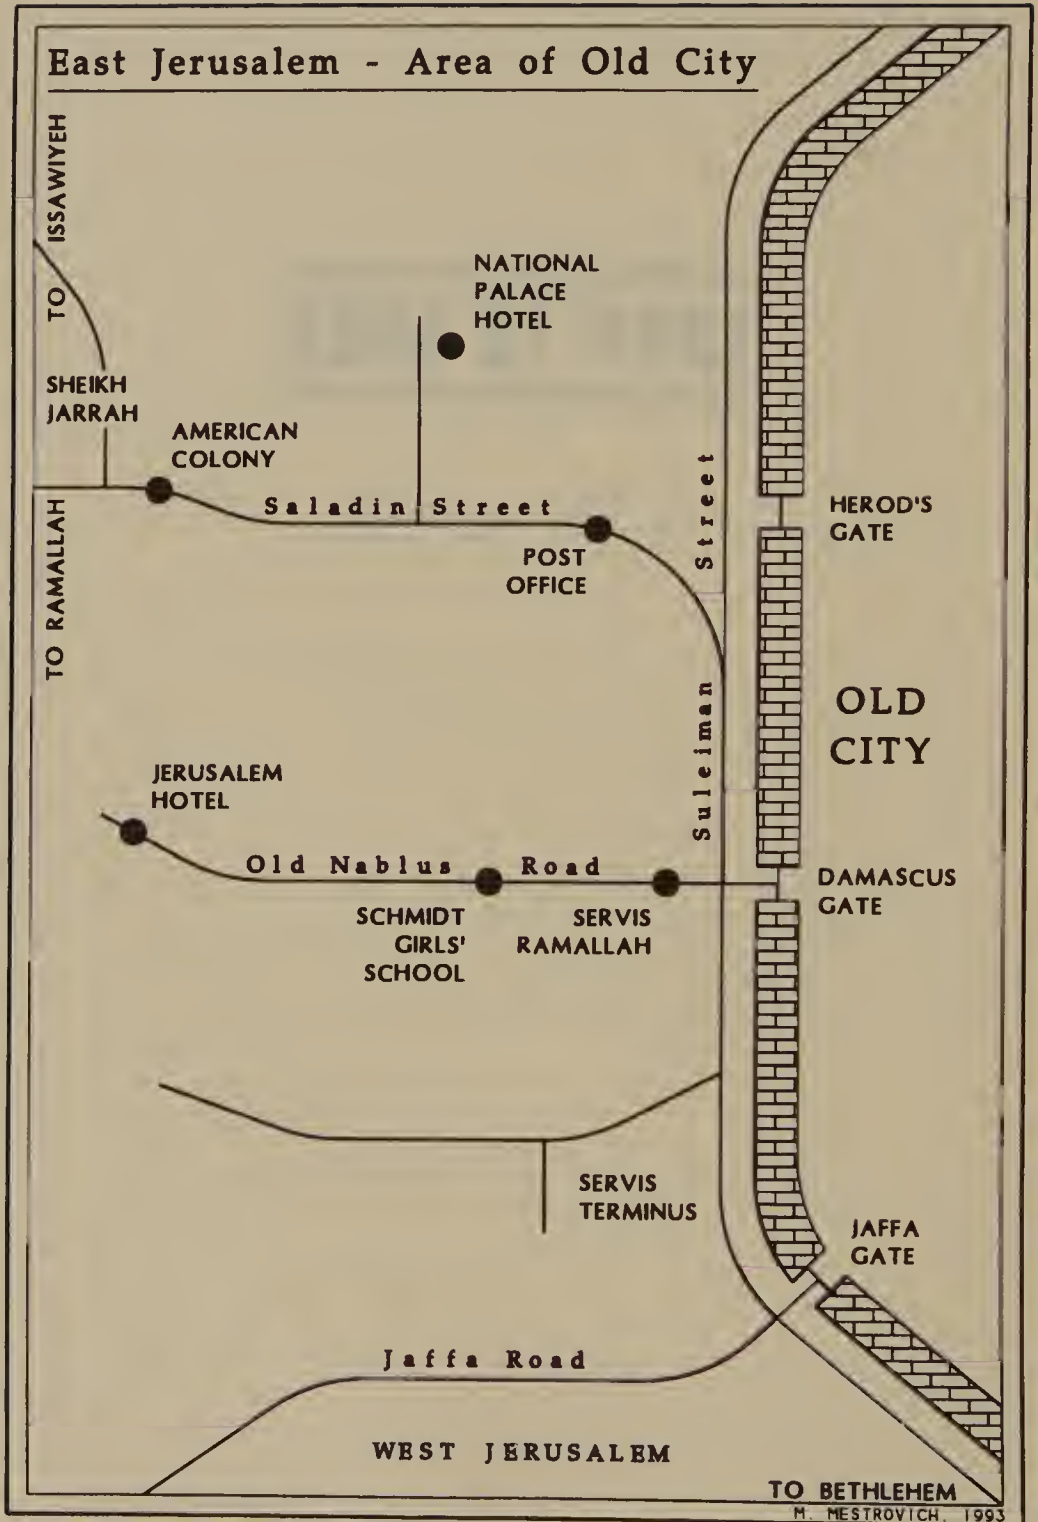 East Jerusalem - Area of Old City
TO ISSAWIYEH
NATIONAL
PALACE
HOTEL
SHEIKH
JARRAH
AMERICAN
COLONY
Saladin Street
POST
OFFICE
HEROD'S
GATE
TO RAMALLAH
Suleiman Street
OLD
CITY
JERUSALEM
HOTEL
Old Nablus Road
DAMASCUS
GATE
SCHMIDT
GIRLS'
SCHOOL
SERVIS
RAMALLAH
SERVIS
TERMINUS
JAFFA
GATE
Jaffa Road
WEST JERUSALEM
TO BETHLEHEM
M. MESTROVICH, 1993